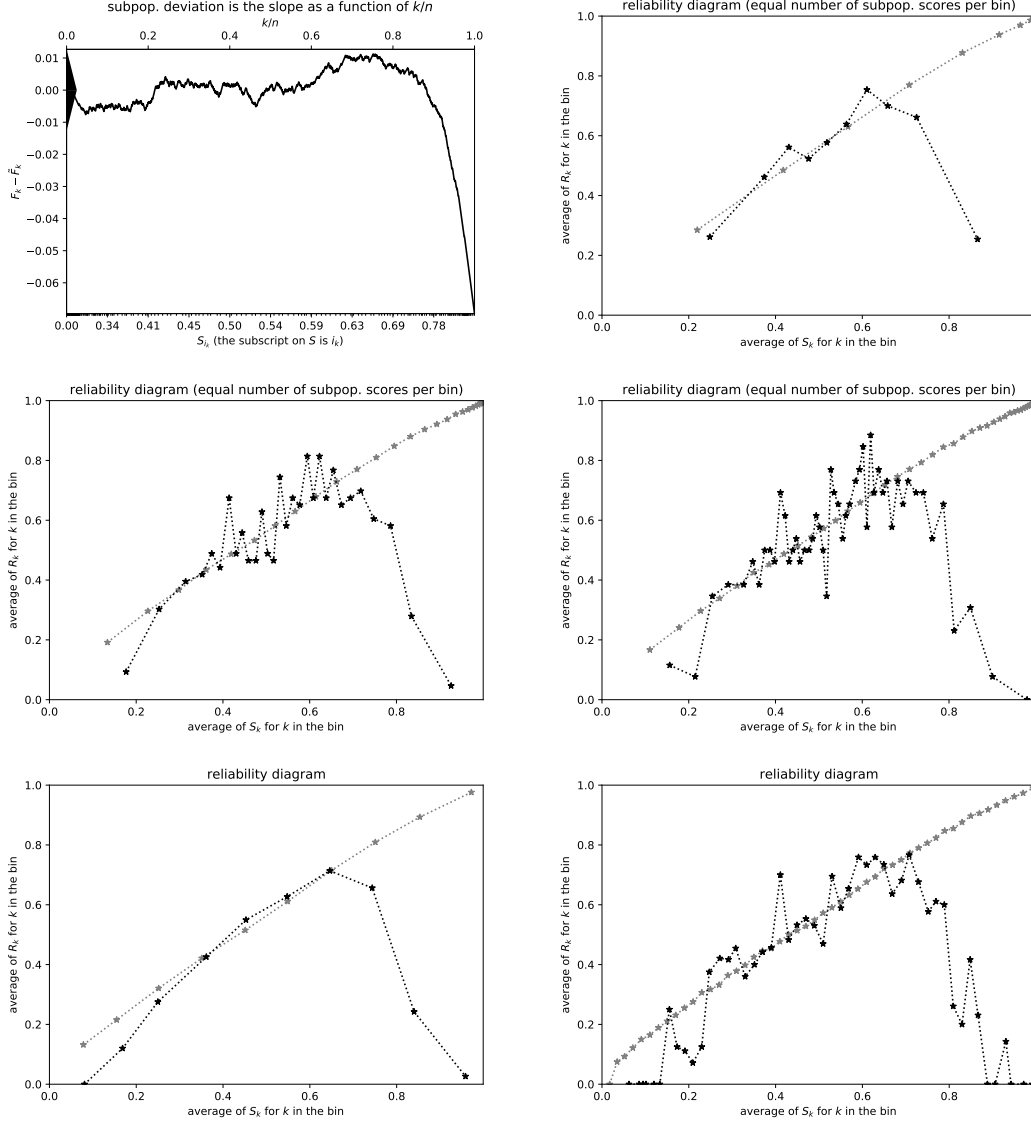 subpop. deviation is the slope as a function of k/n
k/n
0.0 0.2 0.4 0.6 0.8 1.0
0.01
0.00
−0.01
−0.02
−0.03
−0.04
−0.05
−0.06
F_k − F̃_k
0.00 0.34 0.41 0.45 0.50 0.54 0.59 0.63 0.69 0.78
S_{i_k} (the subscript on S is i_k)
reliability diagram (equal number of subpop. scores per bin)
1.0
0.8
0.6
0.4
0.2
0.0
average of R_k for k in the bin
0.0 0.2 0.4 0.6 0.8
average of S_k for k in the bin
reliability diagram (equal number of subpop. scores per bin)
1.0
0.8
0.6
0.4
0.2
0.0
average of R_k for k in the bin
0.0 0.2 0.4 0.6 0.8
average of S_k for k in the bin
reliability diagram (equal number of subpop. scores per bin)
1.0
0.8
0.6
0.4
0.2
0.0
average of R_k for k in the bin
0.0 0.2 0.4 0.6 0.8
average of S_k for k in the bin
reliability diagram
1.0
0.8
0.6
0.4
0.2
0.0
average of R_k for k in the bin
0.0 0.2 0.4 0.6 0.8
average of S_k for k in the bin
reliability diagram
1.0
0.8
0.6
0.4
0.2
0.0
average of R_k for k in the bin
0.0 0.2 0.4 0.6 0.8
average of S_k for k in the bin